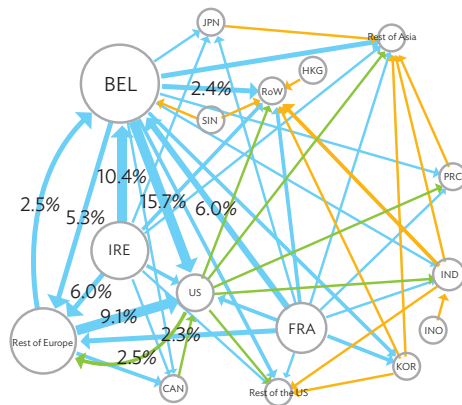 JPN
Rest of Asia
BEL
HKG
2.4%
RoW
SIN
10.4%
15.7%
PRC
2.5%
5.3%
6.0%
IRE
IND
6.0%
US
9.1%
FRA
INO
Rest of Europe
2.3%
2.5%
KOR
CAN
Rest of the US